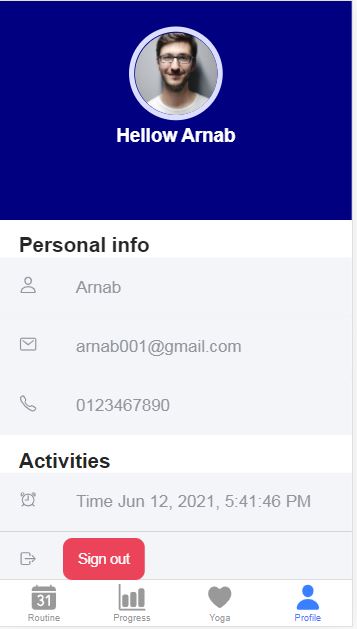 Hellow Arnab
Personal info
Arnab
arnab001@gmail.com
0123467890
Activities
Time Jun 12, 2021, 5:41:46 PM
Sign out
31
Routine Progress Yoga Profile